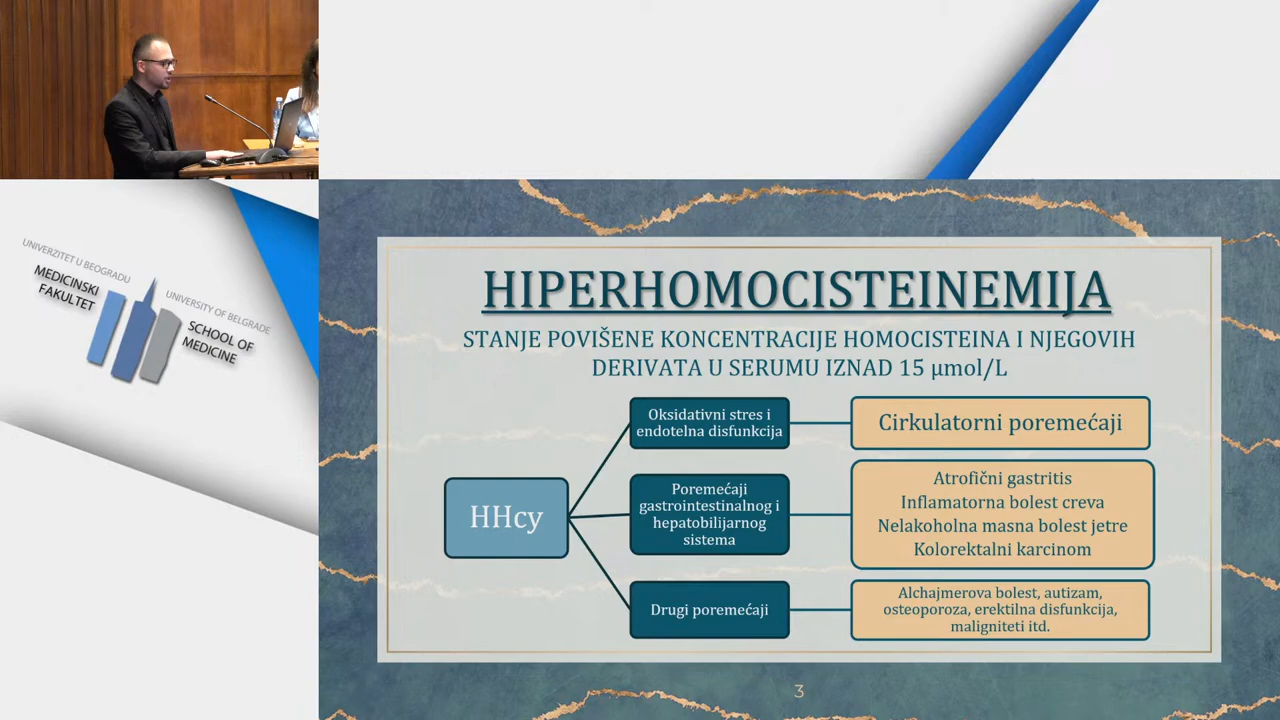 UNIVERZITET U BEOGRADU
MEDICINSKI
FAKULTET
UNIVERSITY OF BELGRADE
SCHOOL OF
MEDICINE
HIPERHOMOCISTEINEMIJA
STANJE POVIŠENE KONCENTRACIJE HOMOCISTEINA I NJEGOVIH
DERIVATA U SERUMU IZNAD 15 μmol/L
HHcy
Oksidativni stres i
endotelna disfunkcija
Cirkulatorni poremećaji
Poremećaji
gastrointestinalnog i
hepatobilijarnog
sistema
Atrofični gastritis
Inflamatorna bolest creva
Nelakoholna masna bolest jetre
Kolorektalni karcinom
Drugi poremećaji
Alchajmerova bolest, autizam,
osteoporoza, erektilna disfunkcija,
maligniteti itd.
3